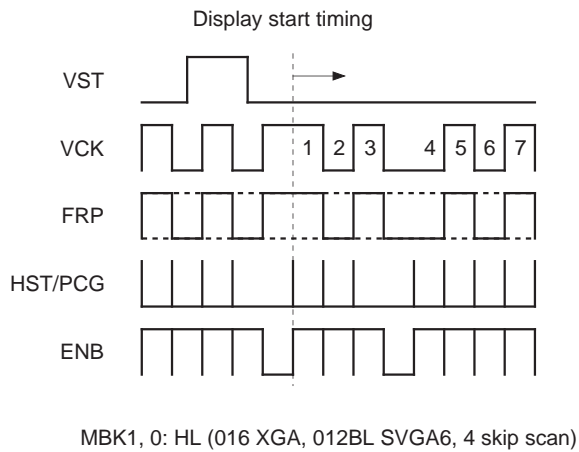 Display start timing
VST
VCK
1 2 3 4 5 6 7
FRP
HST/PCG
ENB
MBK1, 0: HL (016 XGA, 012BL SVGA6, 4 skip scan)